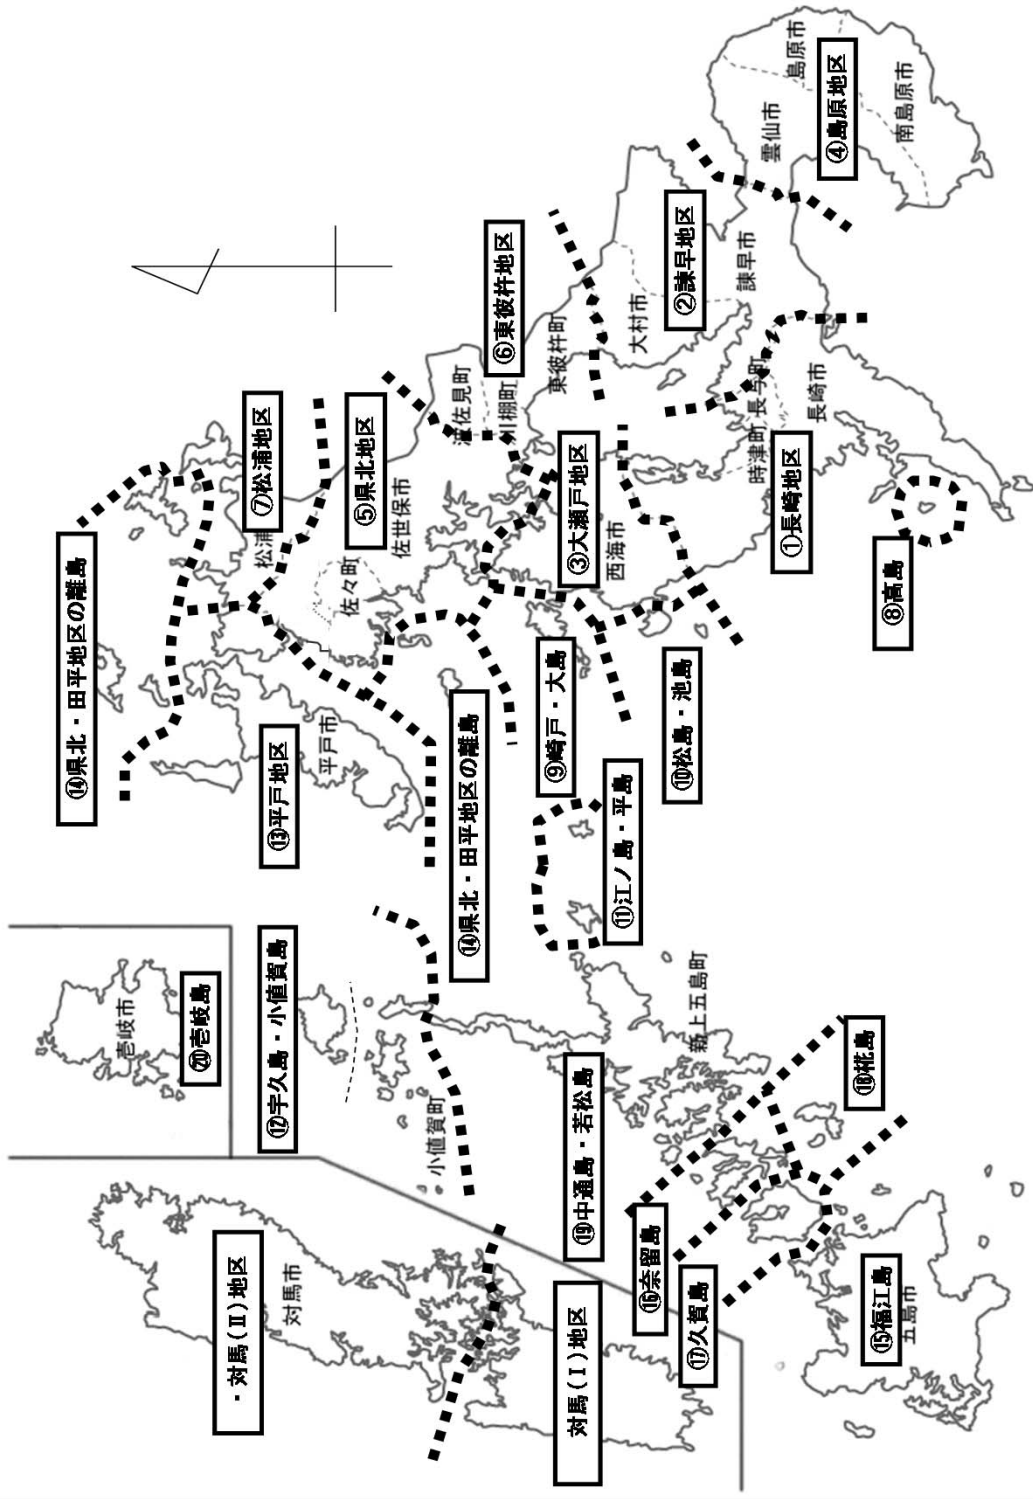 ⑭県北・田平地区の離島
⑦松浦地区
松浦
⑤県北地区
佐世保市
佐々町
⑬平戸地区
平戸市
⑭県北・田平地区の離島
⑥東彼杵地区
波佐見町
川棚町
東彼杵町
③大瀬戸地区
西海市
⑨崎戸・大島
⑩松島・池島
⑪江ノ島・平島
②諫早地区
大村市
諫早市
④島原地区
島原市
雲仙市
南島原市
長与町
時津町
長崎市
①長崎地区
⑧高島
壱岐市
⑳壱岐島
⑫宇久島・小値賀島
小値賀町
⑲中通島・若松島
新上五島町
⑱椛島
⑯奈留島
⑰久賀島
⑮福江島
五島市
・対馬(Ⅱ)地区
対馬市
対馬(Ⅰ)地区